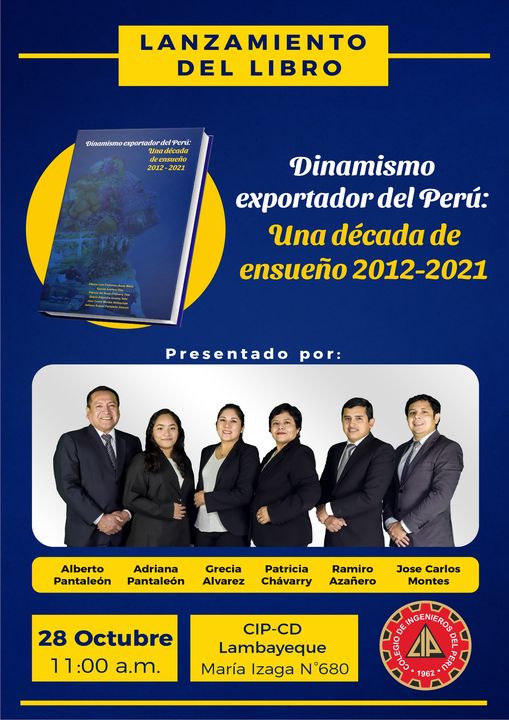 LANZAMIENTO
DEL LIBRO
Dinamismo exportador del Perú:
Una década
de ensueño
2012 - 2021
Dinamismo
exportador del Perú:
Una década de
ensueño 2012-2021
Presentado por:
Alberto
Pantaleón
Adriana
Pantaleón
Grecia
Alvarez
Patricia
Chávarry
Ramiro
Azañero
Jose Carlos
Montes
28 Octubre
11:00 a.m.
CIP-CD
Lambayeque
María Izaga N°680
COLEGIO DE INGENIEROS DEL PERU
CIP
• 1962 •